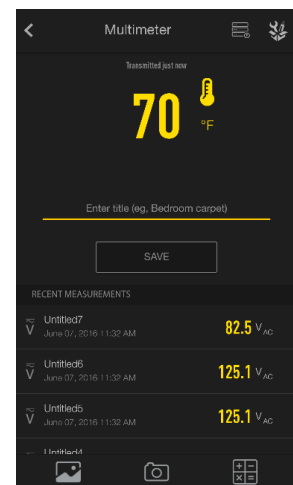 Multimeter
Transmitted just now
70 °F
Enter title (eg, Bedroom carpet)
SAVE
RECENT MEASUREMENTS
Untitled7
V
June 07, 2016 11:32 AM
82.5 VAC
Untitled6
V
June 07, 2016 11:32 AM
125.1 VAC
Untitled5
V
June 07, 2016 11:32 AM
125.1 VAC
Untitled4